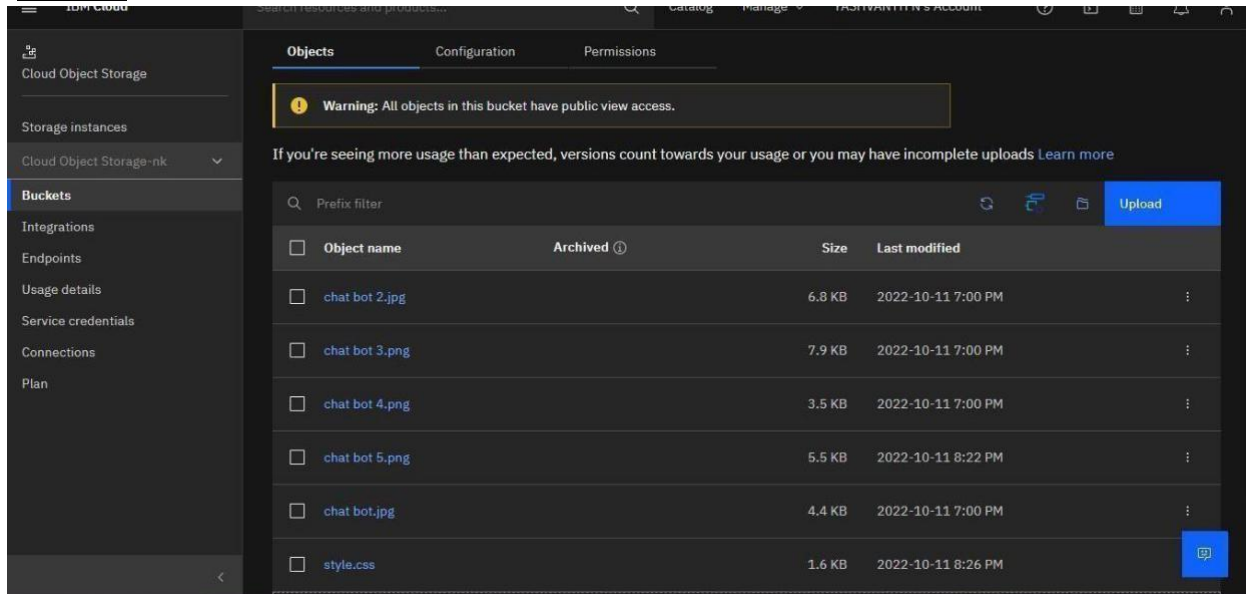 IBM Cloud
Search resources and products...
Catalog
Manage
YASHVANTH N's Account
Cloud Object Storage
Storage instances
Cloud Object Storage-nk
Buckets
Integrations
Endpoints
Usage details
Service credentials
Connections
Plan
Objects Configuration Permissions
Warning: All objects in this bucket have public view access.
If you're seeing more usage than expected, versions count towards your usage or you may have incomplete uploads Learn more
Prefix filter
Upload
Object name Archived Size Last modified
chat bot 2.jpg 6.8 KB 2022-10-11 7:00 PM
chat bot 3.png 7.9 KB 2022-10-11 7:00 PM
chat bot 4.png 3.5 KB 2022-10-11 7:00 PM
chat bot 5.png 5.5 KB 2022-10-11 8:22 PM
chat bot.jpg 4.4 KB 2022-10-11 7:00 PM
style.css 1.6 KB 2022-10-11 8:26 PM